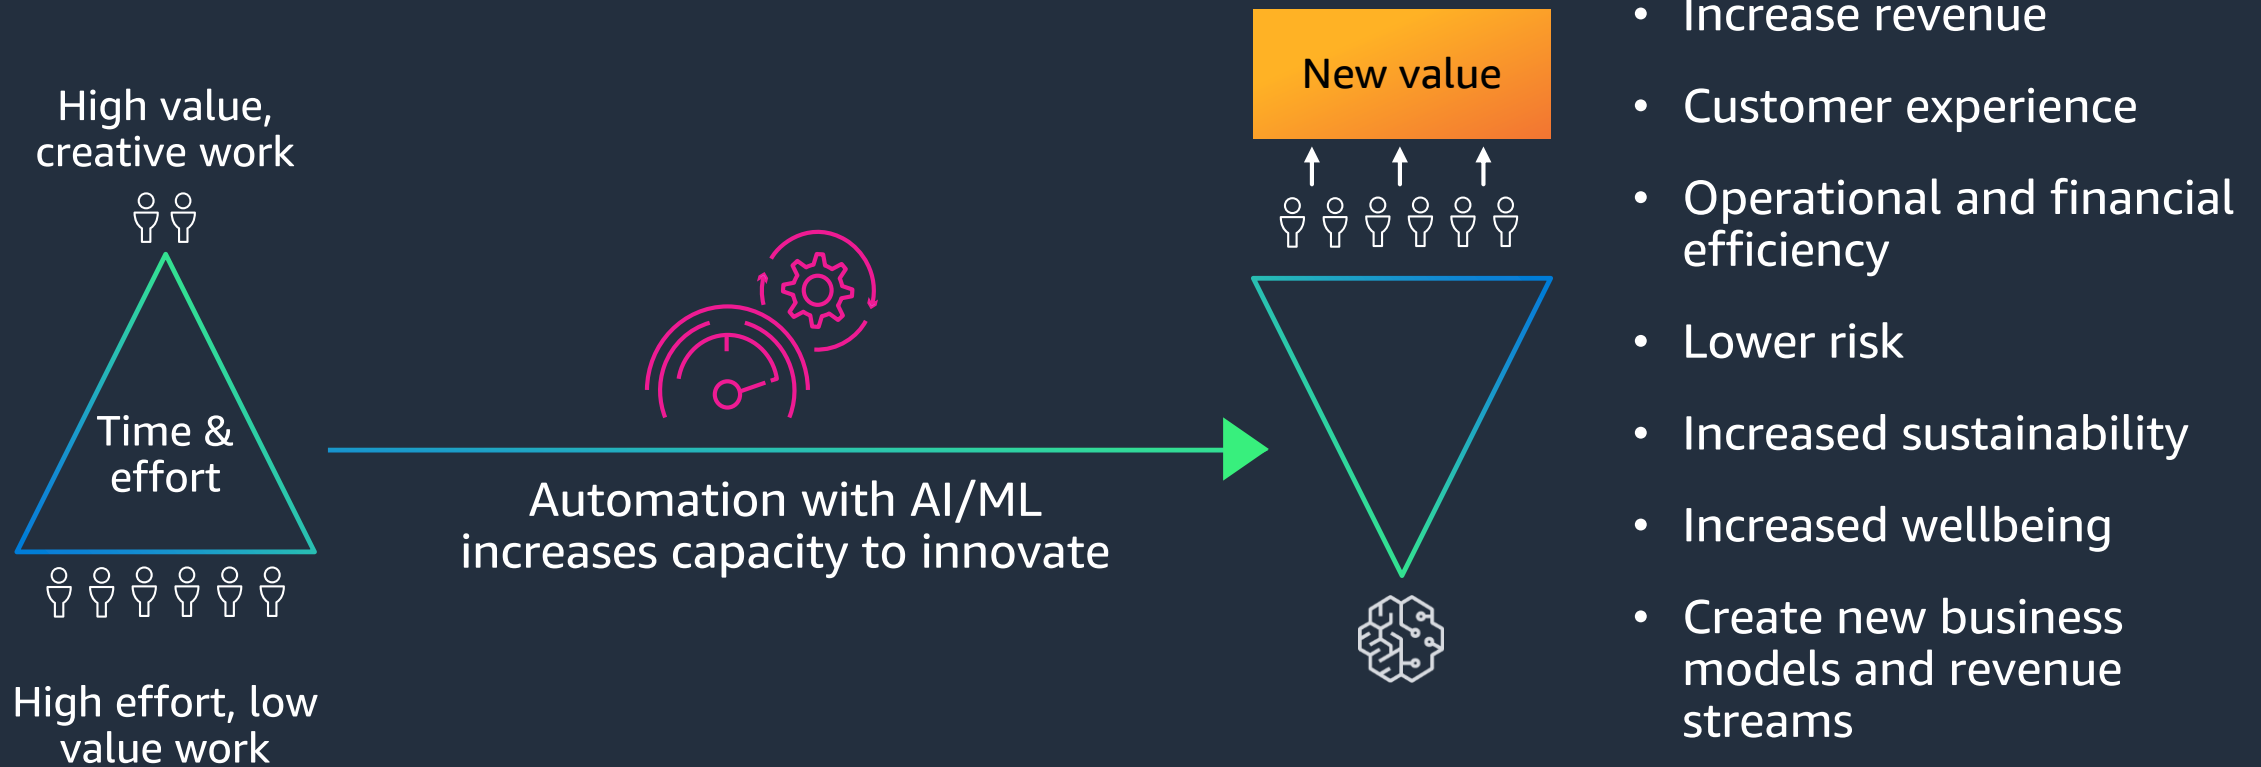 High value,
creative work
Time &
effort
High effort, low
value work
Automation with AI/ML
increases capacity to innovate
New value
• Increase revenue
• Customer experience
• Operational and financial
efficiency
• Lower risk
• Increased sustainability
• Increased wellbeing
• Create new business
models and revenue
streams